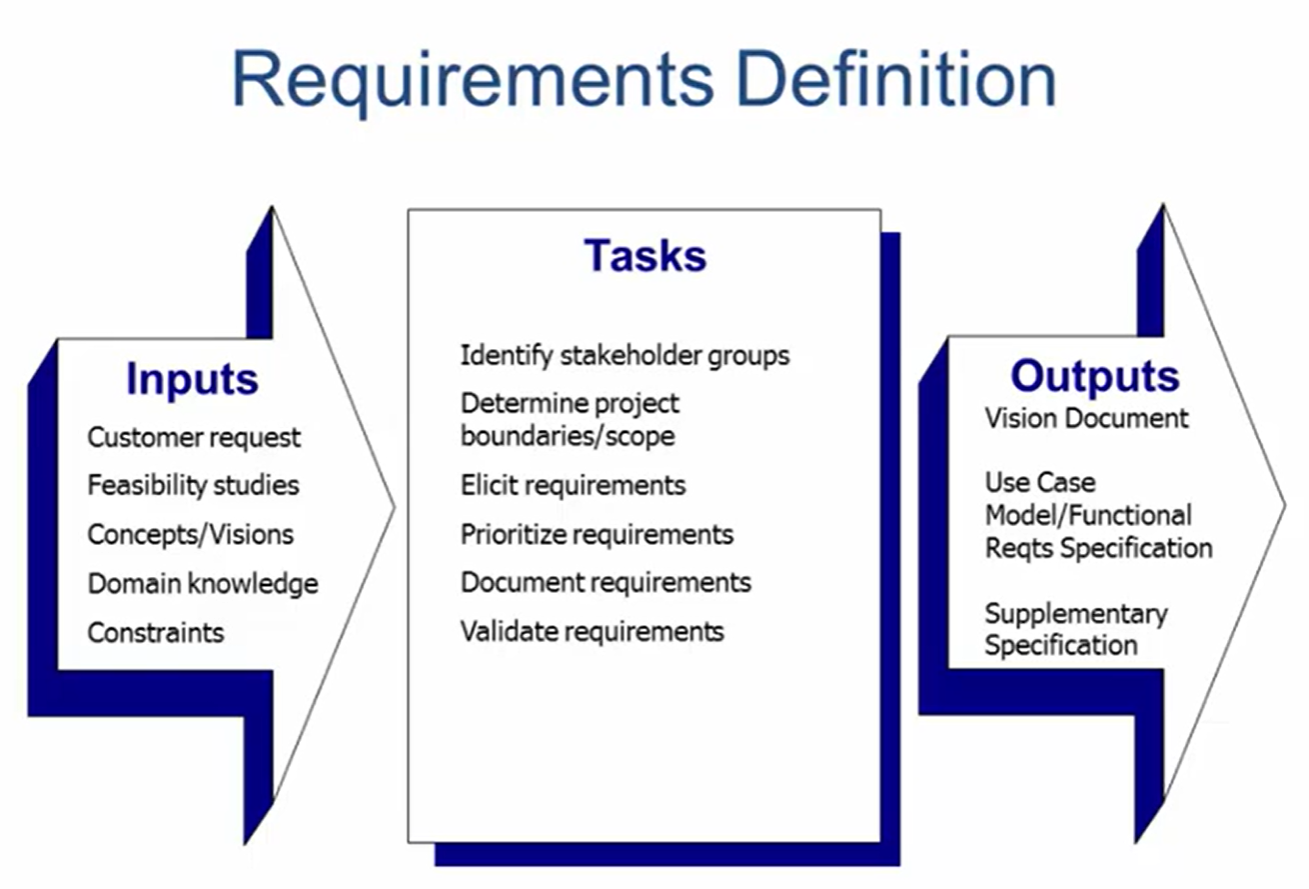 Requirements Definition
Inputs
Customer request
Feasibility studies
Concepts/Visions
Domain knowledge
Constraints
Tasks
Identify stakeholder groups
Determine project
boundaries/scope
Elicit requirements
Prioritize requirements
Document requirements
Validate requirements
Outputs
Vision Document
Use Case
Model/Functional
Reqts Specification
Supplementary
Specification